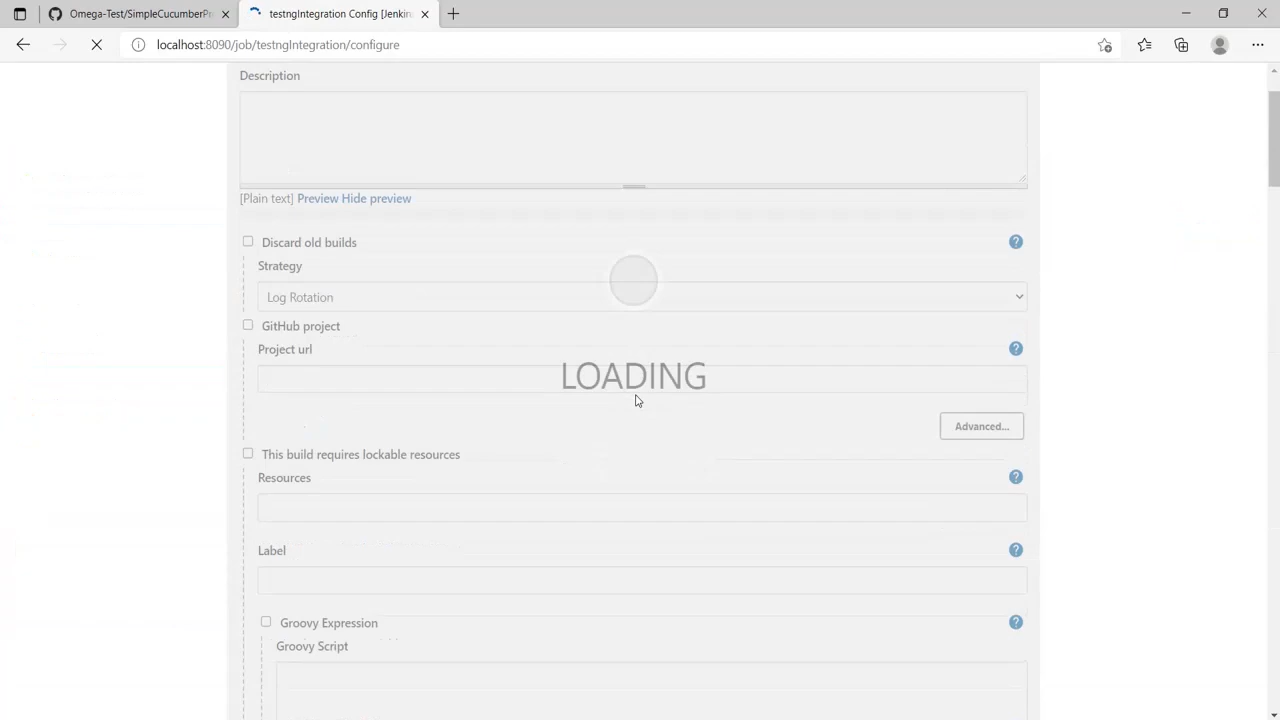 Omega-Test/SimpleCucumberPr
testngIntegration Config [Jenkin
localhost:8090/job/testngIntegration/configure
Description
[Plain text] Preview Hide preview
Discard old builds
Strategy
Log Rotation
GitHub project
Project url
LOADING
Advanced...
This build requires lockable resources
Resources
Label
Groovy Expression
Groovy Script